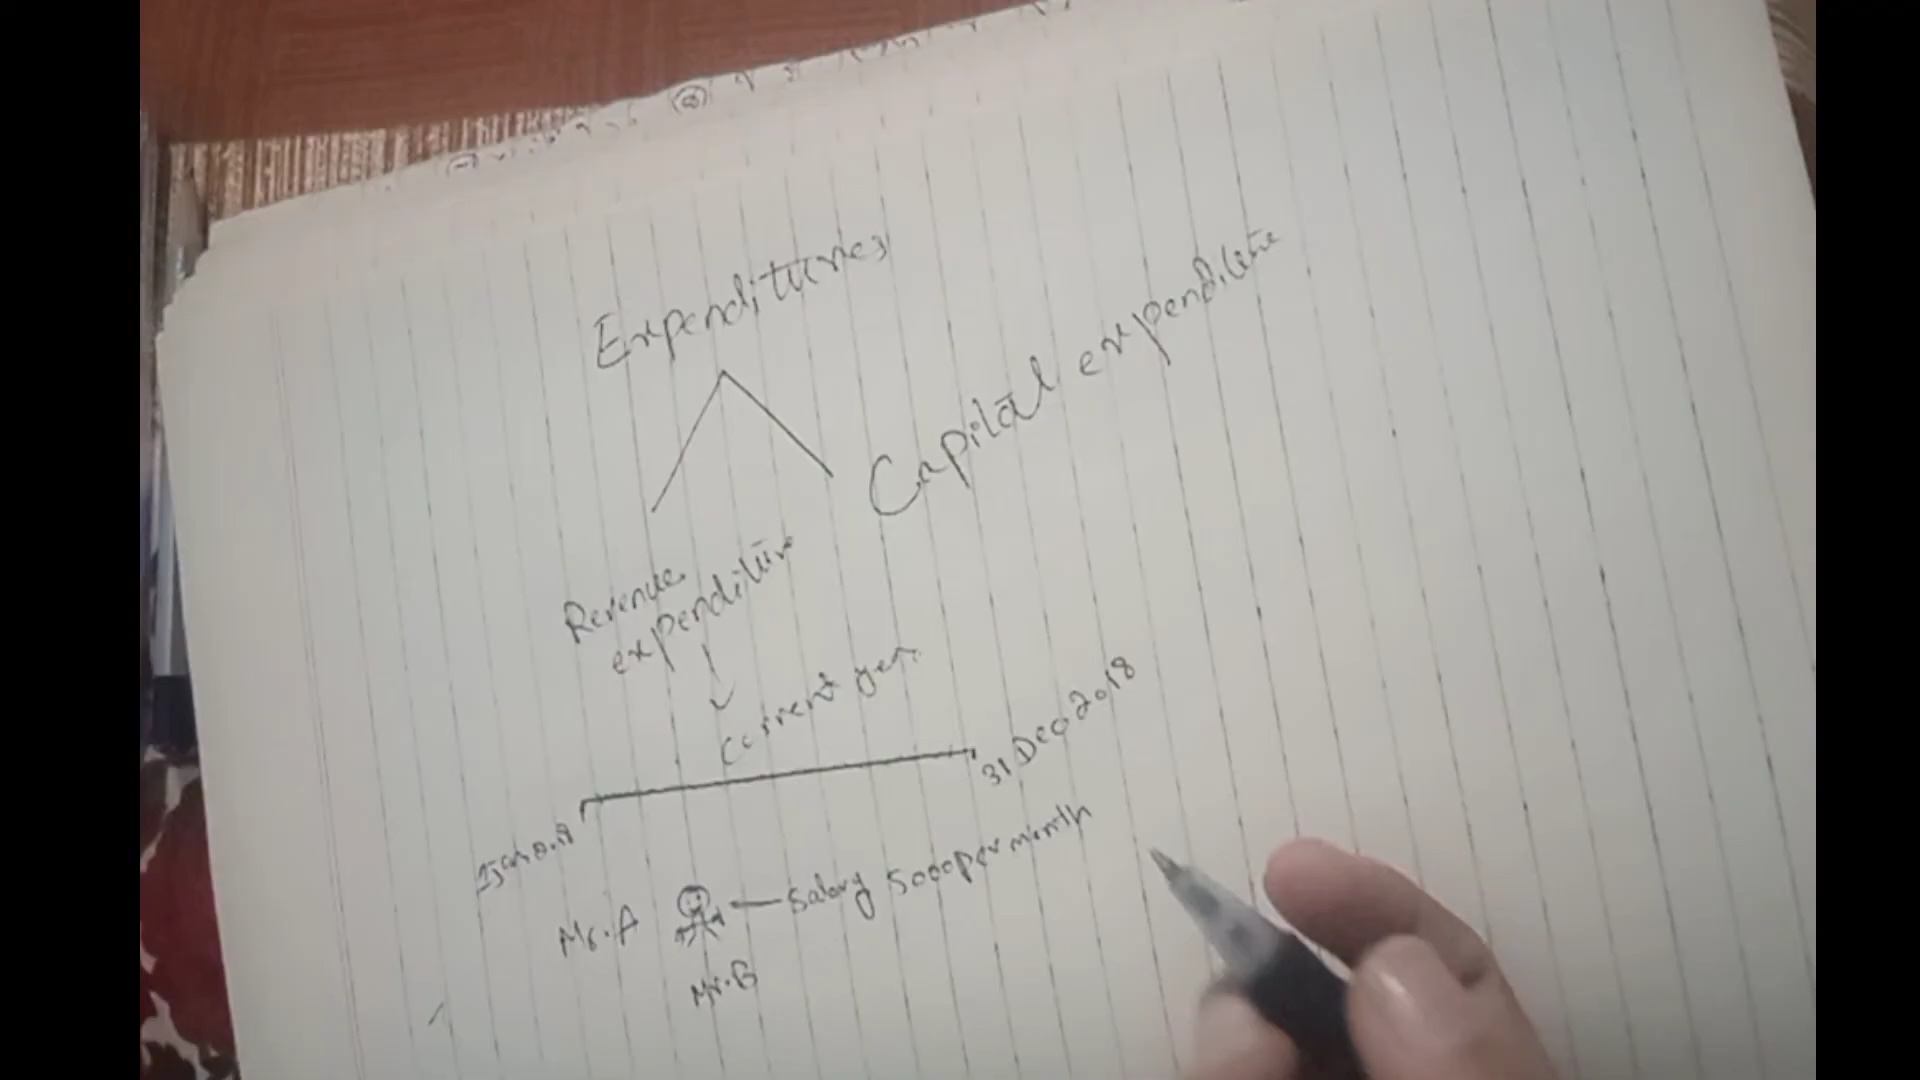 Expenditures
Capital expenditure
Revenue
expenditure
Current year
31 Dec 2018
Mr. A
Salary 5000 per month
Mr. B